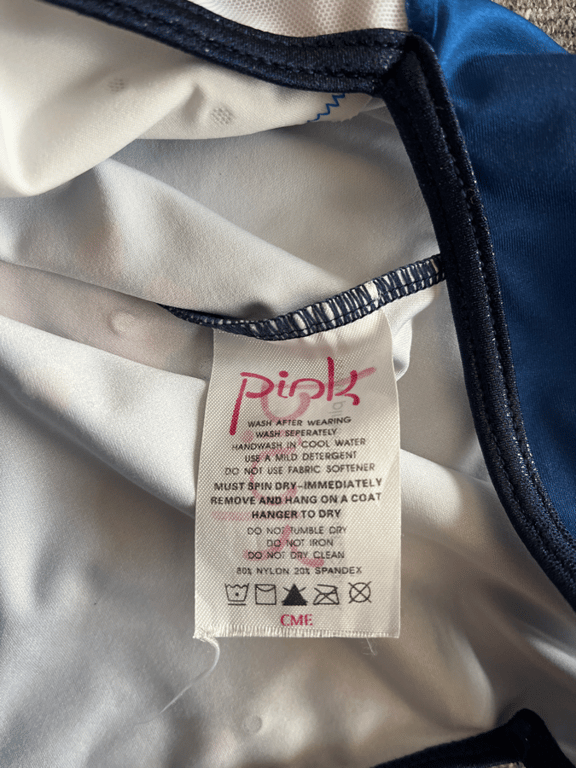 pink
WASH AFTER WEARING
WASH SEPERATELY
HANDWASH IN COOL WATER
USE A MILD DETERGENT
DO NOT USE FABRIC SOFTENER
MUST SPIN DRY-IMMEDIATELY
REMOVE AND HANG ON A COAT
HANGER TO DRY
DO NOT TUMBLE DRY
DO NOT IRON
DO NOT DRY CLEAN
80% NYLON 20% SPANDEX
CME